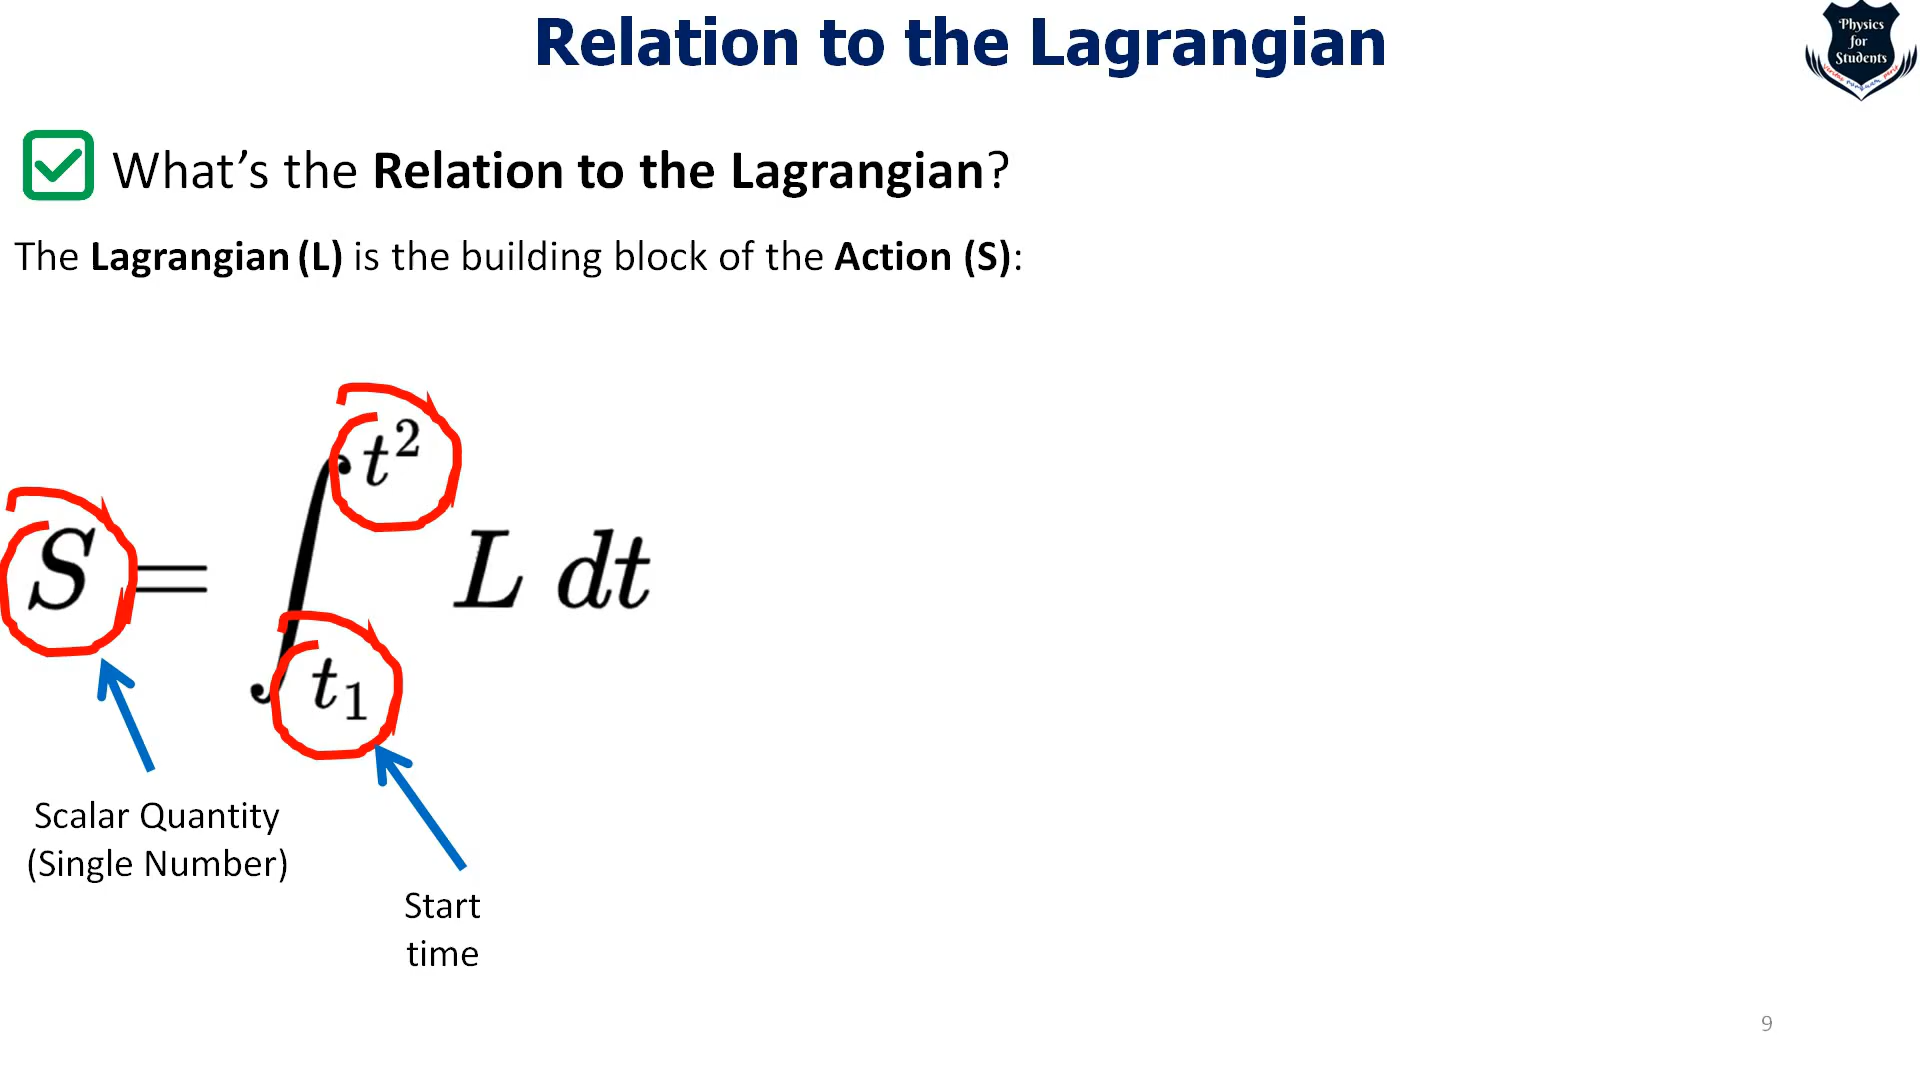 Relation to the Lagrangian
Physics
for
Students
What’s the Relation to the Lagrangian?
The Lagrangian (L) is the building block of the Action (S):
S = ∫ t² t₁ L dt
Scalar Quantity
(Single Number)
Start
time
9